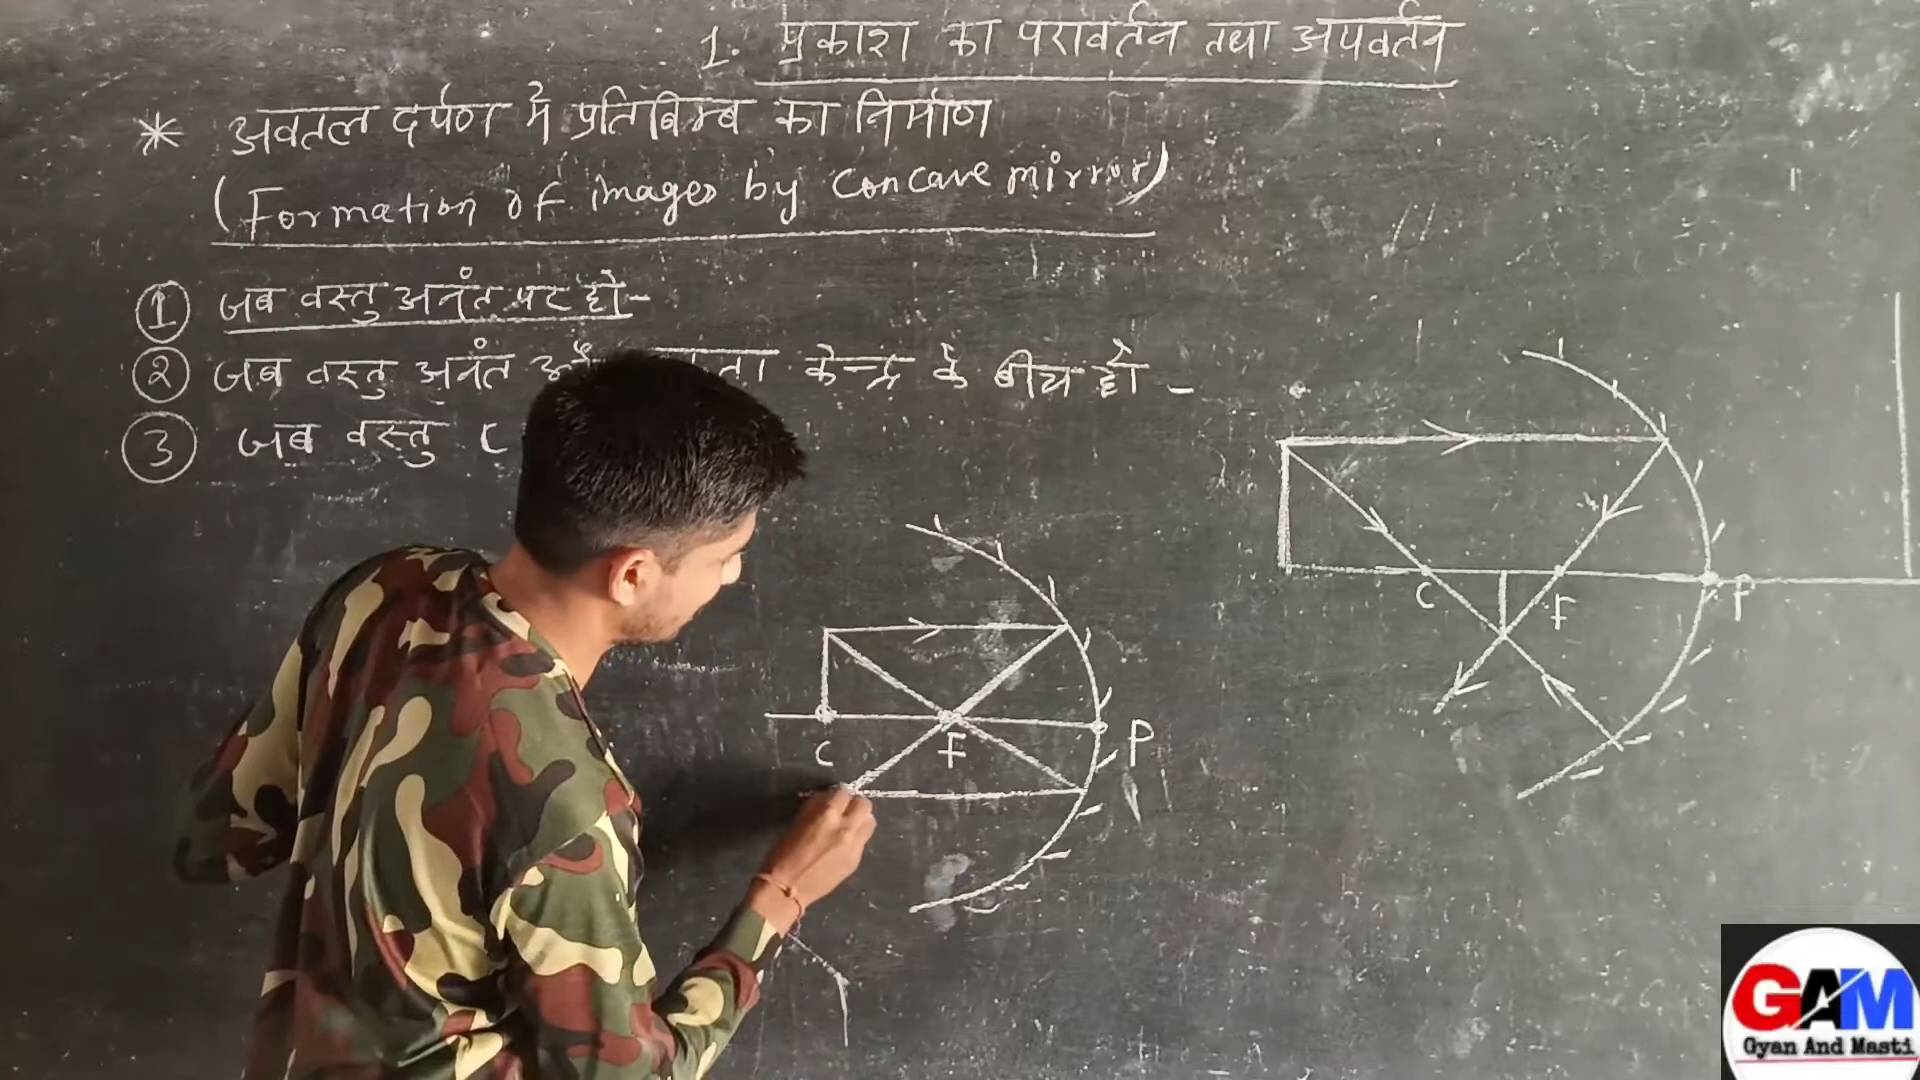 1. प्रकाश का परावर्तन तथा अपवर्तन
* अवतल दर्पण में प्रतिबिम्ब का निर्माण
(Formation of images by concave mirror)
① जब वस्तु अनंत पर हो-
② जब वस्तु अनंत केन्द्र के बीच हो -
③ जब वस्तु C
C F P
C F P
GAM
Gyan And Masti